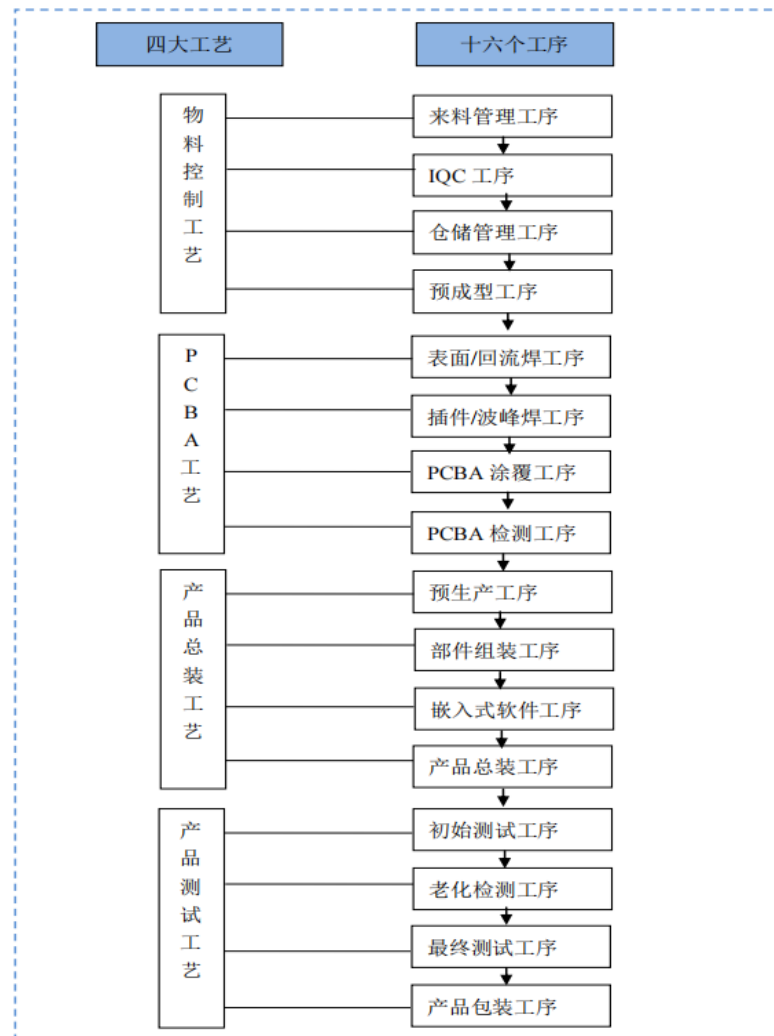 四大工艺
十六个工序
物料控制工艺
来料管理工序
IQC 工序
仓储管理工序
预成型工序
PCBA工艺
表面/回流焊工序
插件/波峰焊工序
PCBA 涂覆工序
PCBA 检测工序
产品总装工艺
预生产工序
部件组装工序
嵌入式软件工序
产品总装工序
产品测试工艺
初始测试工序
老化检测工序
最终测试工序
产品包装工序